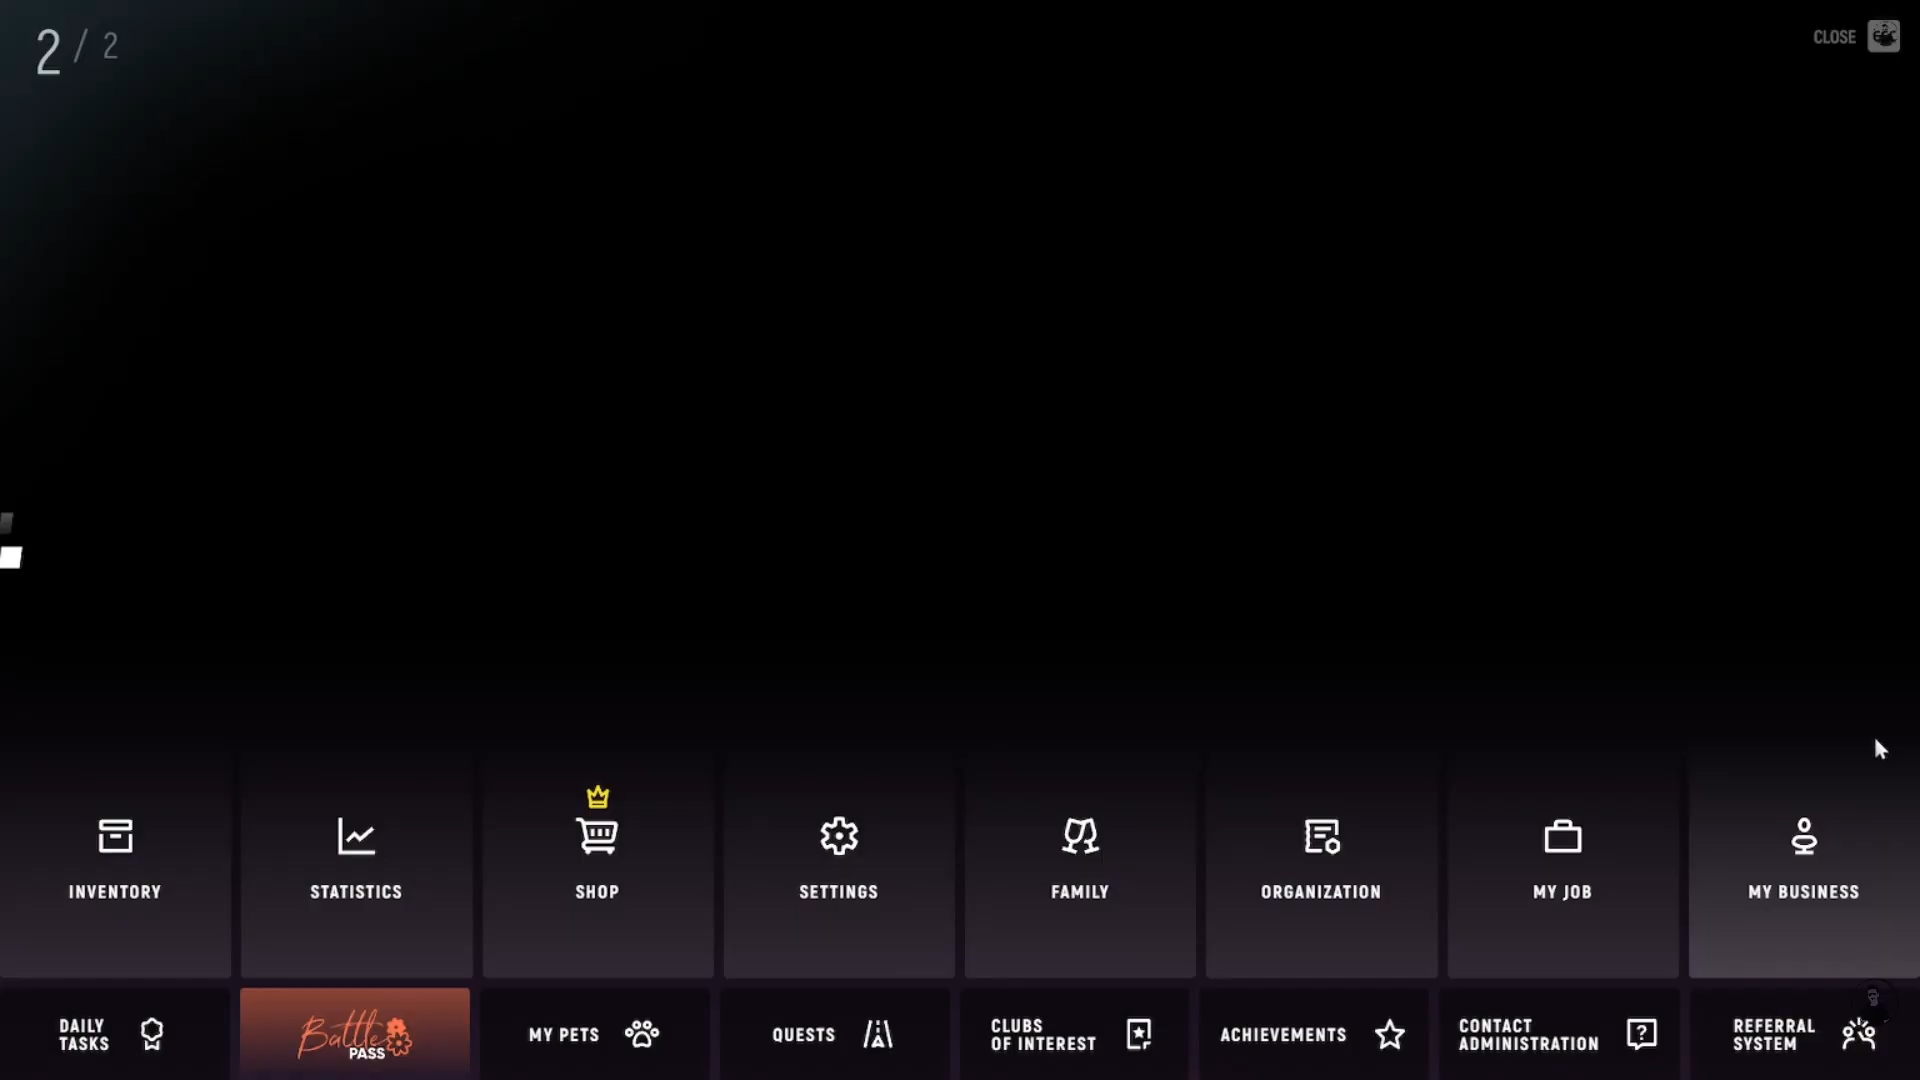 2 / 2
CLOSE
ESC
INVENTORY
STATISTICS
SHOP
SETTINGS
FAMILY
ORGANIZATION
MY JOB
MY BUSINESS
DAILY
TASKS
Battle
PASS
MY PETS
QUESTS
CLUBS
OF INTEREST
ACHIEVEMENTS
CONTACT
ADMINISTRATION
REFERRAL
SYSTEM